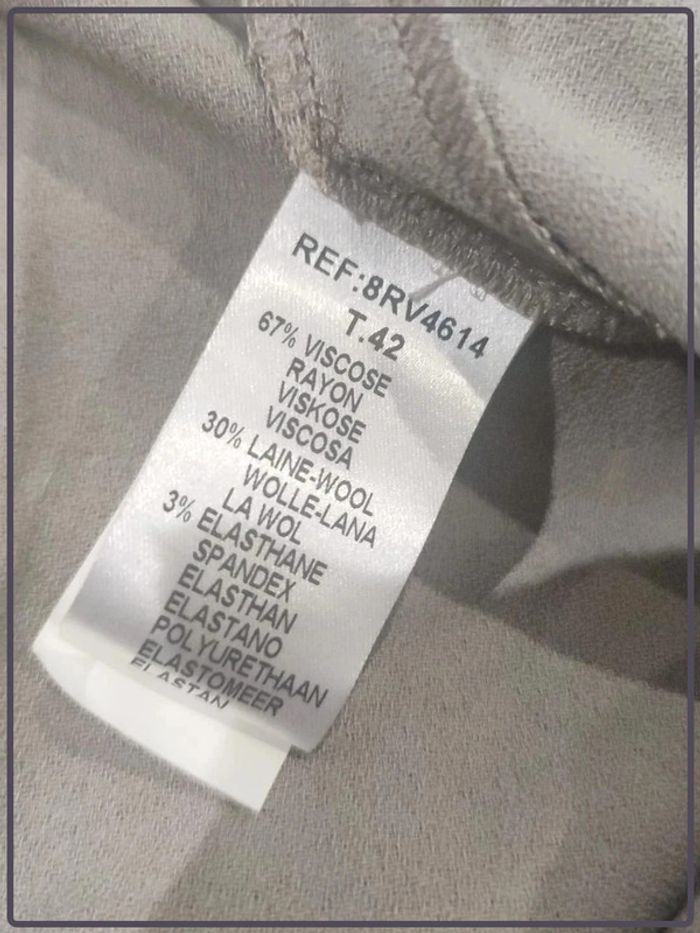 REF:8RV4614
T.42
67% VISCOSE
RAYON
VISKOSE
VISCOSA
30% LAINE-WOOL
WOLLE-LANA
LA WOL
3% ELASTHANE
SPANDEX
ELASTHAN
ELASTANO
POLYURETHAAN
ELASTOMEER
ELASTAN